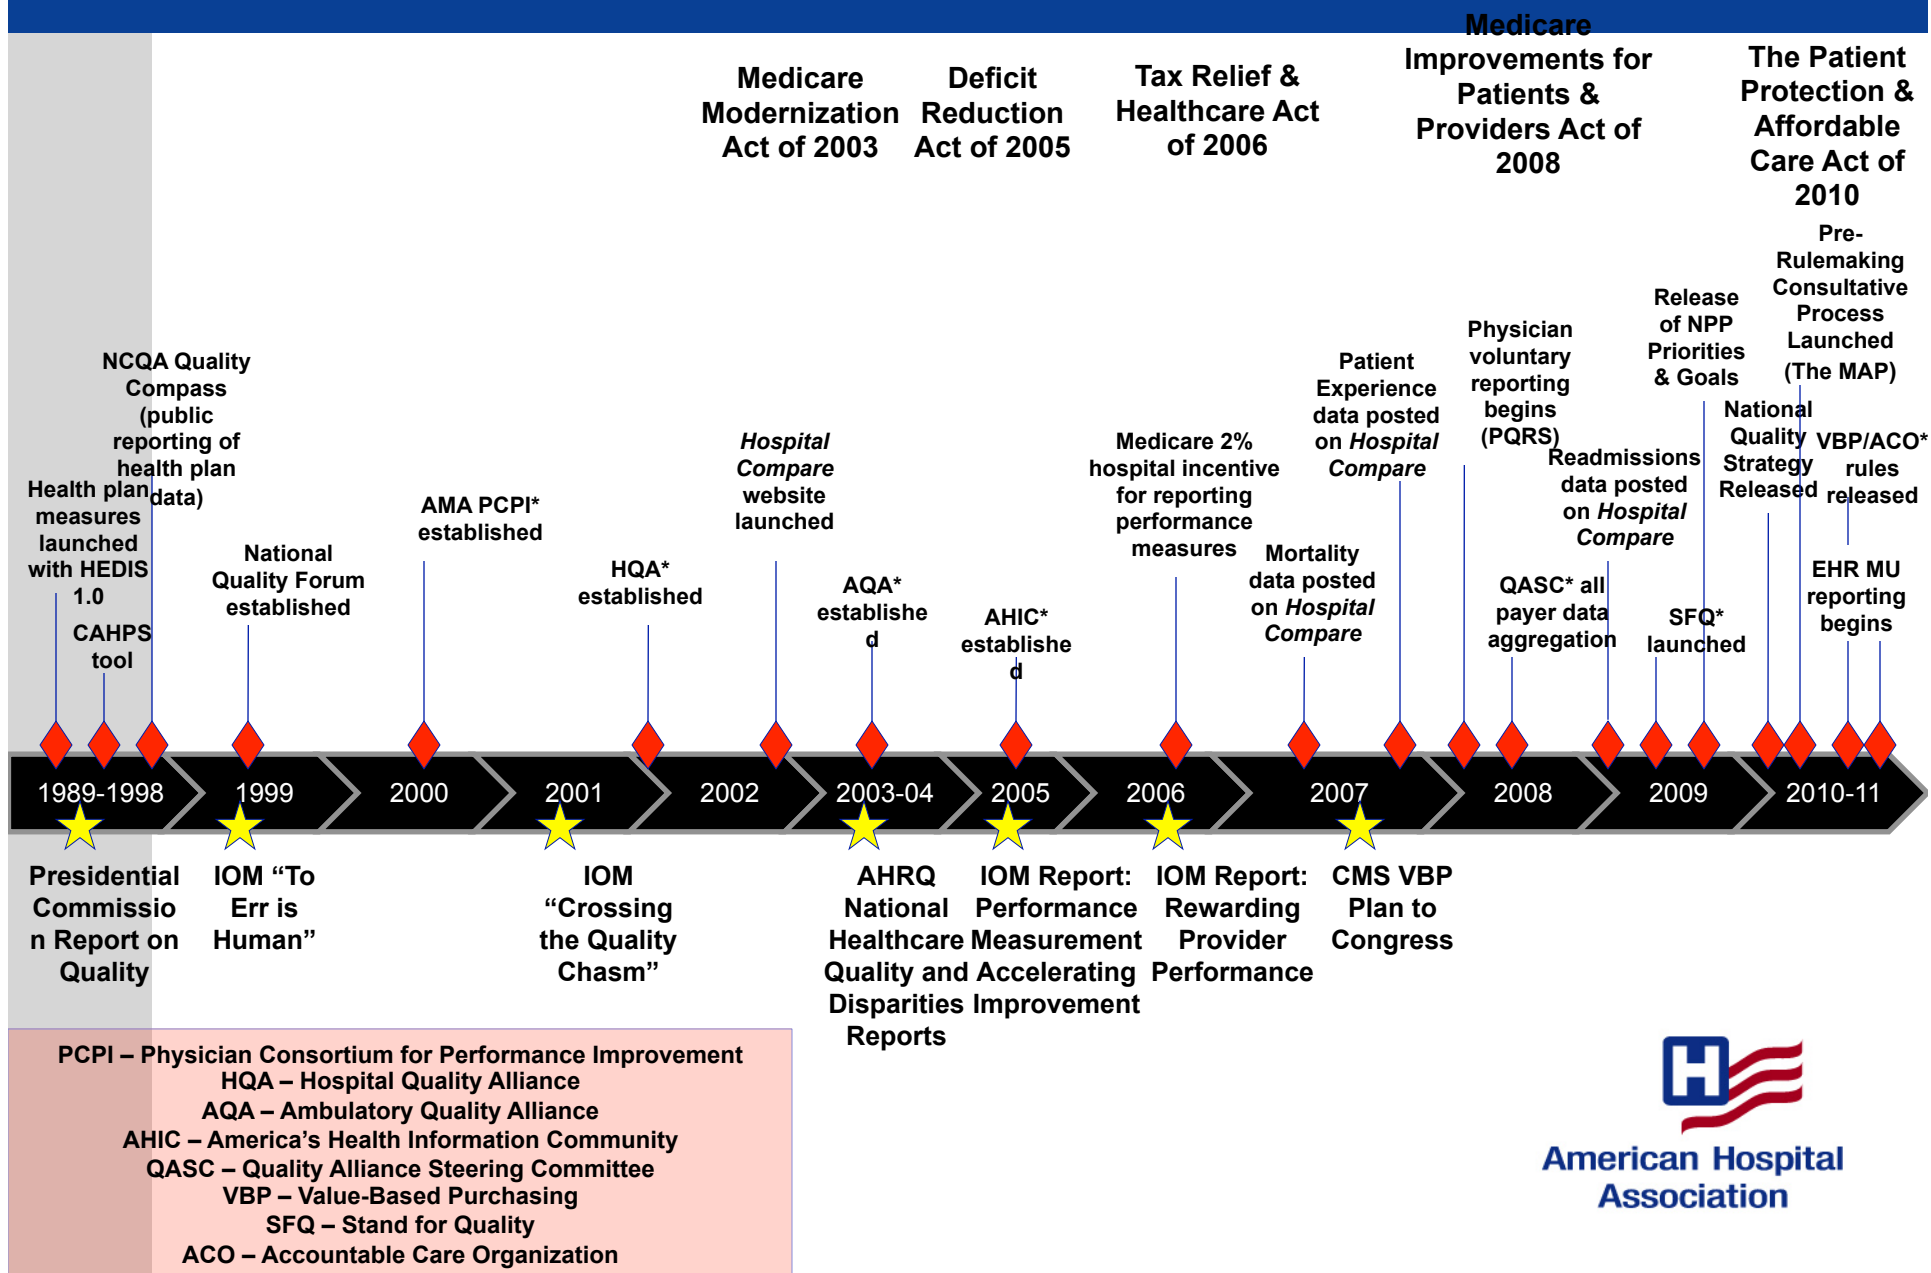 Medicare
Modernization
Act of 2003
Deficit
Reduction
Act of 2005
Tax Relief &
Healthcare Act
of 2006
Medicare
Improvements for
Patients &
Providers Act of
2008
The Patient
Protection &
Affordable
Care Act of
2010
Health plan
measures
launched
with HEDIS
1.0
CAHPS
tool
NCQA Quality
Compass
(public
reporting of
health plan
data)
National
Quality Forum
established
AMA PCPI*
established
HQA*
established
Hospital
Compare
website
launched
AQA*
establishe
d
AHIC*
establishe
d
Medicare 2%
hospital incentive
for reporting
performance
measures
Mortality
data posted
on Hospital
Compare
Patient
Experience
data posted
on Hospital
Compare
Physician
voluntary
reporting
begins
(PQRS)
QASC* all
payer data
aggregation
Readmissions
data posted
on Hospital
Compare
SFQ*
launched
Release
of NPP
Priorities
& Goals
National
Quality
Strategy
Released
Pre-
Rulemaking
Consultative
Process
Launched
(The MAP)
VBP/ACO*
rules
released
EHR MU
reporting
begins
1989-1998
1999
2000
2001
2002
2003-04
2005
2006
2007
2008
2009
2010-11
Presidential
Commissio
n Report on
Quality
IOM “To
Err is
Human”
IOM
“Crossing
the Quality
Chasm”
AHRQ
National
Healthcare
Quality and
Disparities
Reports
IOM Report:
Performance
Measurement
Accelerating
Improvement
IOM Report:
Rewarding
Provider
Performance
CMS VBP
Plan to
Congress
PCPI – Physician Consortium for Performance Improvement
HQA – Hospital Quality Alliance
AQA – Ambulatory Quality Alliance
AHIC – America’s Health Information Community
QASC – Quality Alliance Steering Committee
VBP – Value-Based Purchasing
SFQ – Stand for Quality
ACO – Accountable Care Organization
H
American Hospital
Association